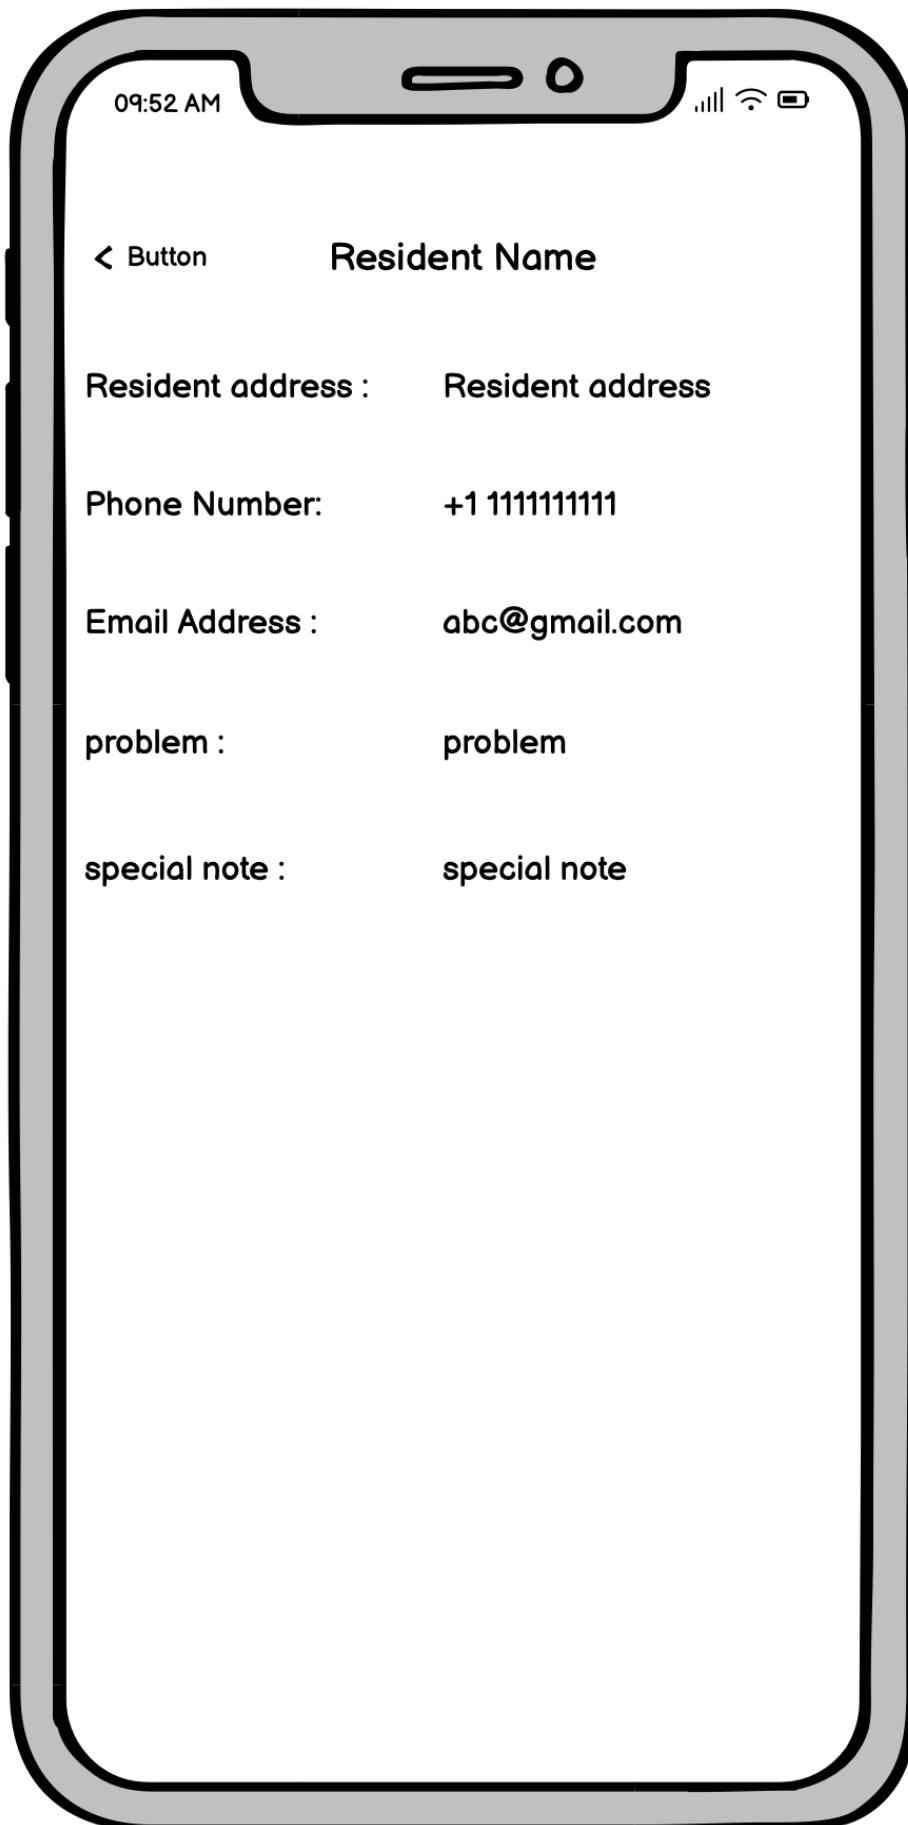 09:52 AM
< Button Resident Name
Resident address : Resident address
Phone Number: +1 1111111111
Email Address : abc@gmail.com
problem : problem
special note : special note